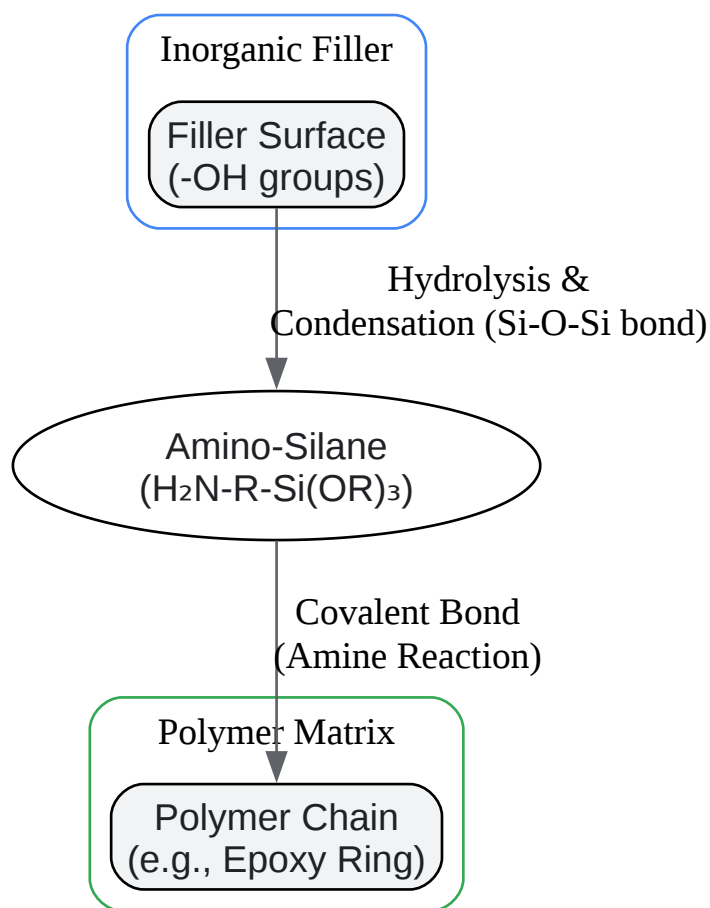 Inorganic Filler
Filler Surface
(-OH groups)
Hydrolysis &
Condensation (Si-O-Si bond)
Amino-Silane
(H₂N-R-Si(OR)₃)
Covalent Bond
(Amine Reaction)
Polymer Matrix
Polymer Chain
(e.g., Epoxy Ring)